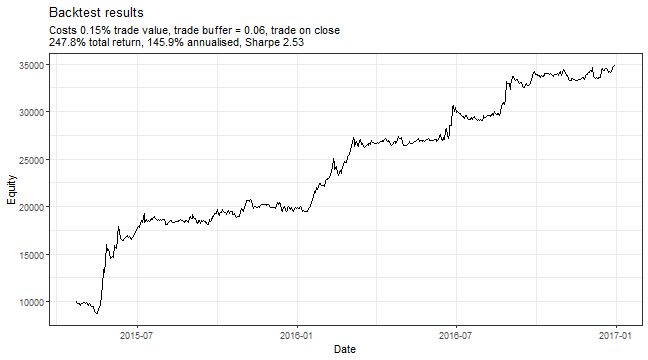 Backtest results
Costs 0.15% trade value, trade buffer = 0.06, trade on close
247.8% total return, 145.9% annualised, Sharpe 2.53
35000
30000
25000
20000
15000
10000
Equity
2015-07
2016-01
2016-07
2017-01
Date